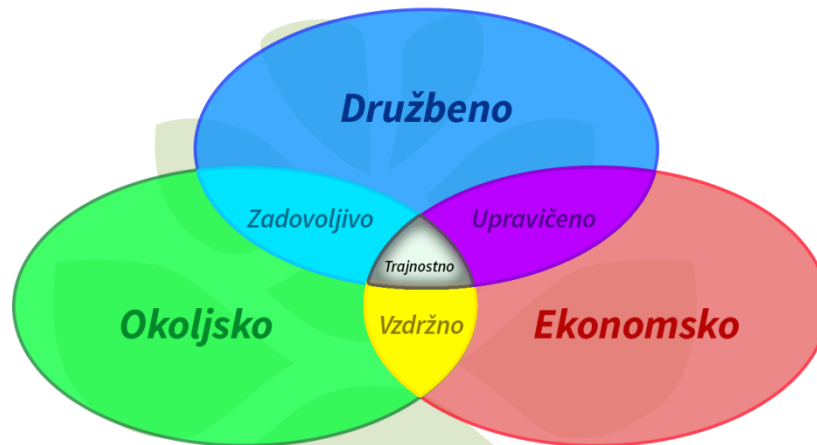 Družbeno
Zadovoljivo
Upravičeno
Trajnostno
Okoljsko
Vzdržno
Ekonomsko